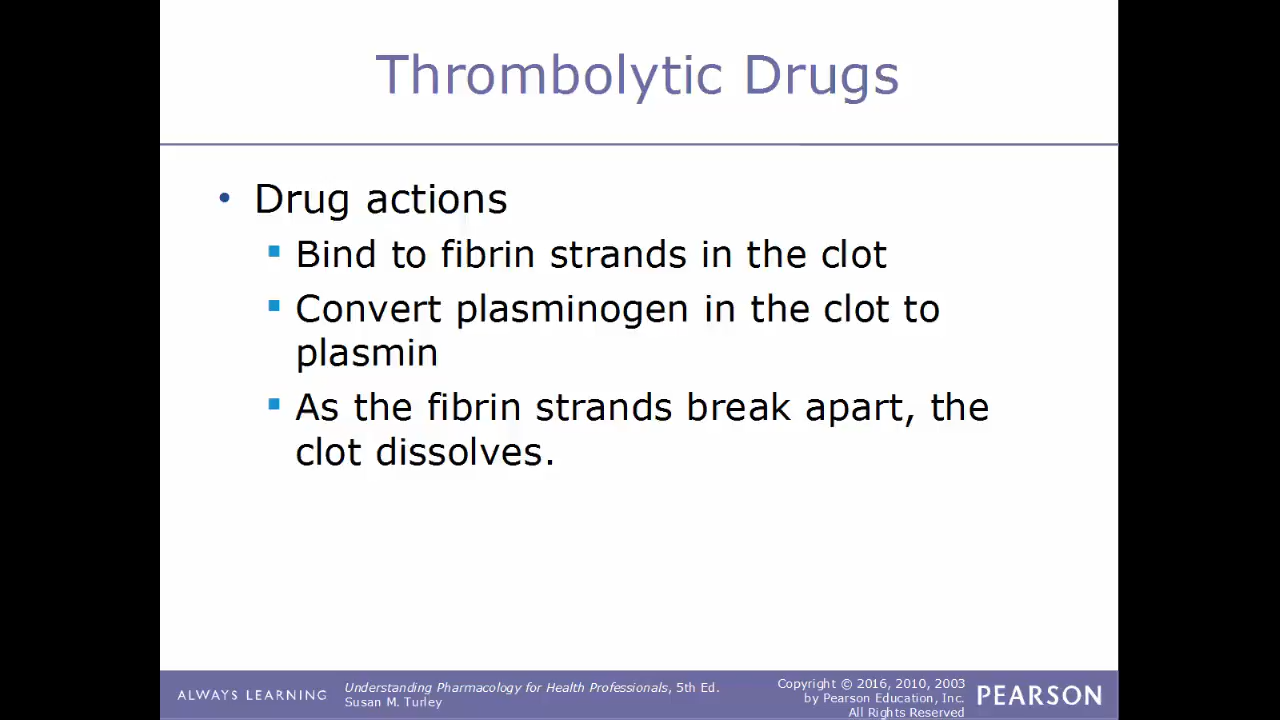 Thrombolytic Drugs
• Drug actions
▪ Bind to fibrin strands in the clot
▪ Convert plasminogen in the clot to
plasmin
▪ As the fibrin strands break apart, the
clot dissolves.
ALWAYS LEARNING
Understanding Pharmacology for Health Professionals, 5th Ed.
Susan M. Turley
Copyright © 2016, 2010, 2003
by Pearson Education, Inc.
All Rights Reserved
PEARSON